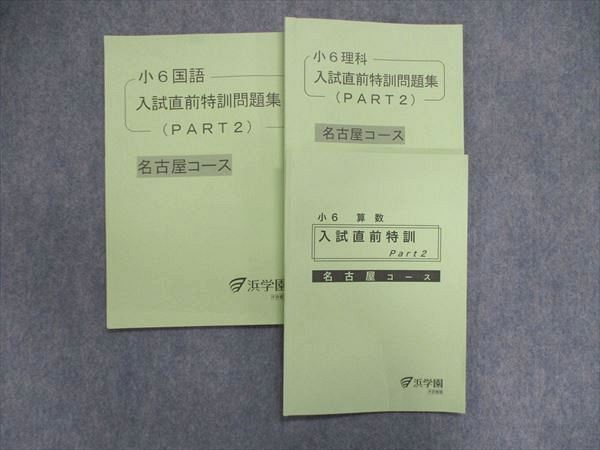 小6国語
入試直前特訓問題集
(PART2)
名古屋コース
浜学園
小6理科
入試直前特訓問題集
(PART2)
名古屋コース
小6 算数
入試直前特訓
Part2
名古屋コース
浜学園